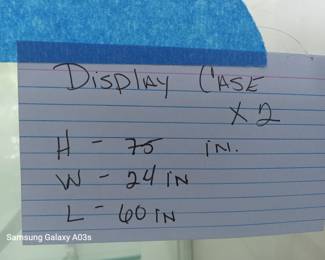 DISPLAY CASE
X 2
H - 75 IN.
W - 24 IN
L - 60 IN
Samsung Galaxy A03s